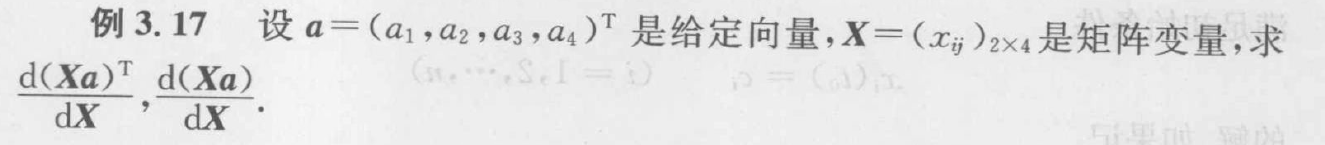 例 3.17 设 a=(a₁,a₂,a₃,a₄)ᵀ 是给定向量,X=(xᵢⱼ)₂ₓ₄是矩阵变量,求
d(Xa)ᵀ/dX, d(Xa)/dX.